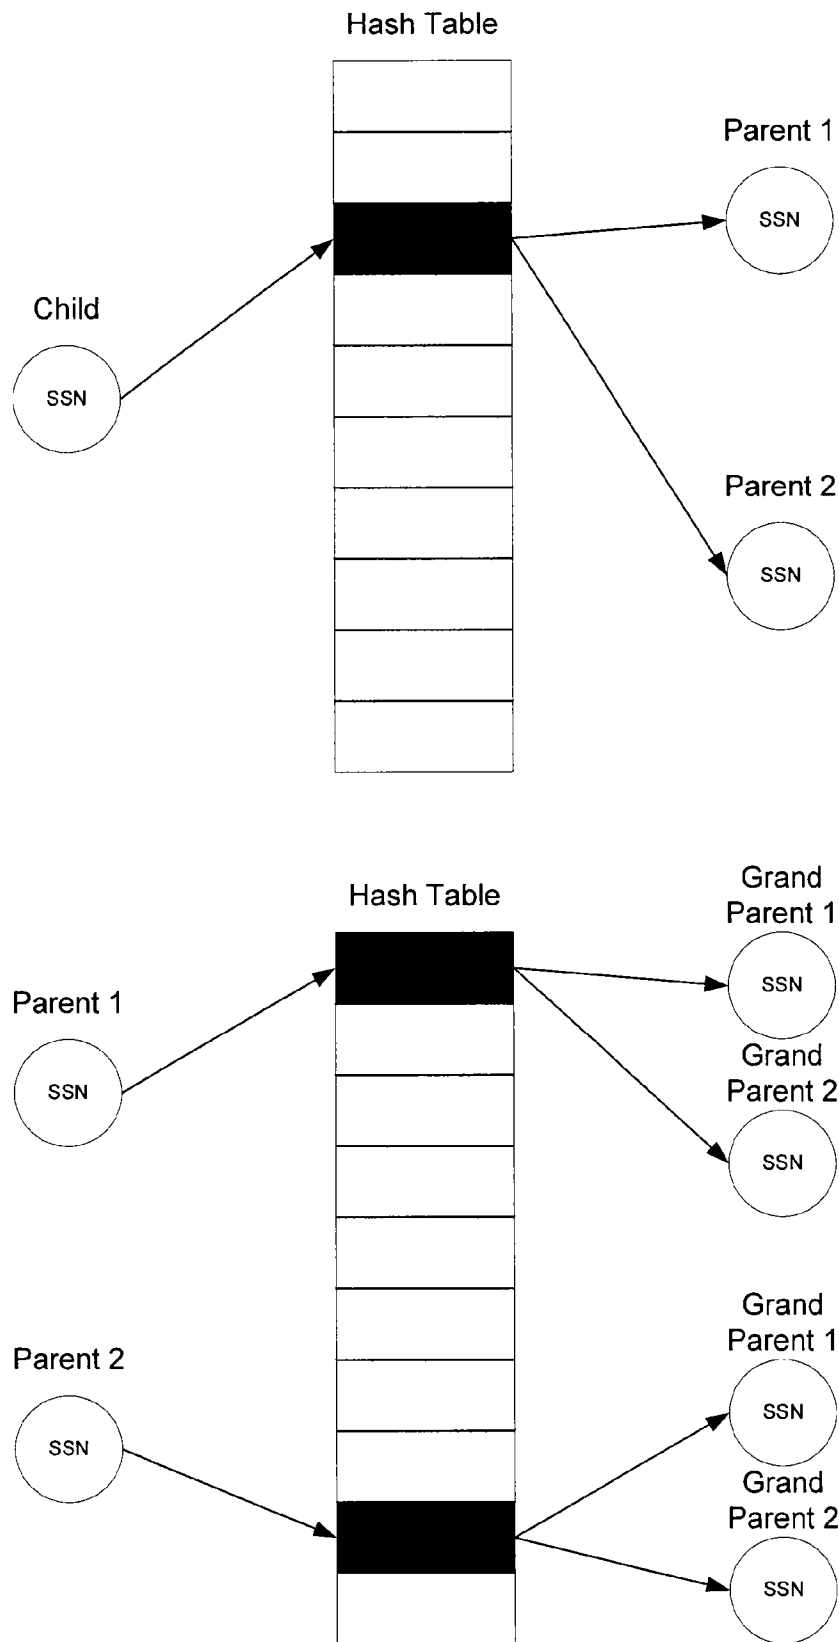 Hash Table
Parent 1
SSN
Child
SSN
Parent 2
SSN
Hash Table
Grand
Parent 1
SSN
Parent 1
SSN
Grand
Parent 2
SSN
Grand
Parent 1
Parent 2
SSN
SSN
Grand
Parent 2
SSN